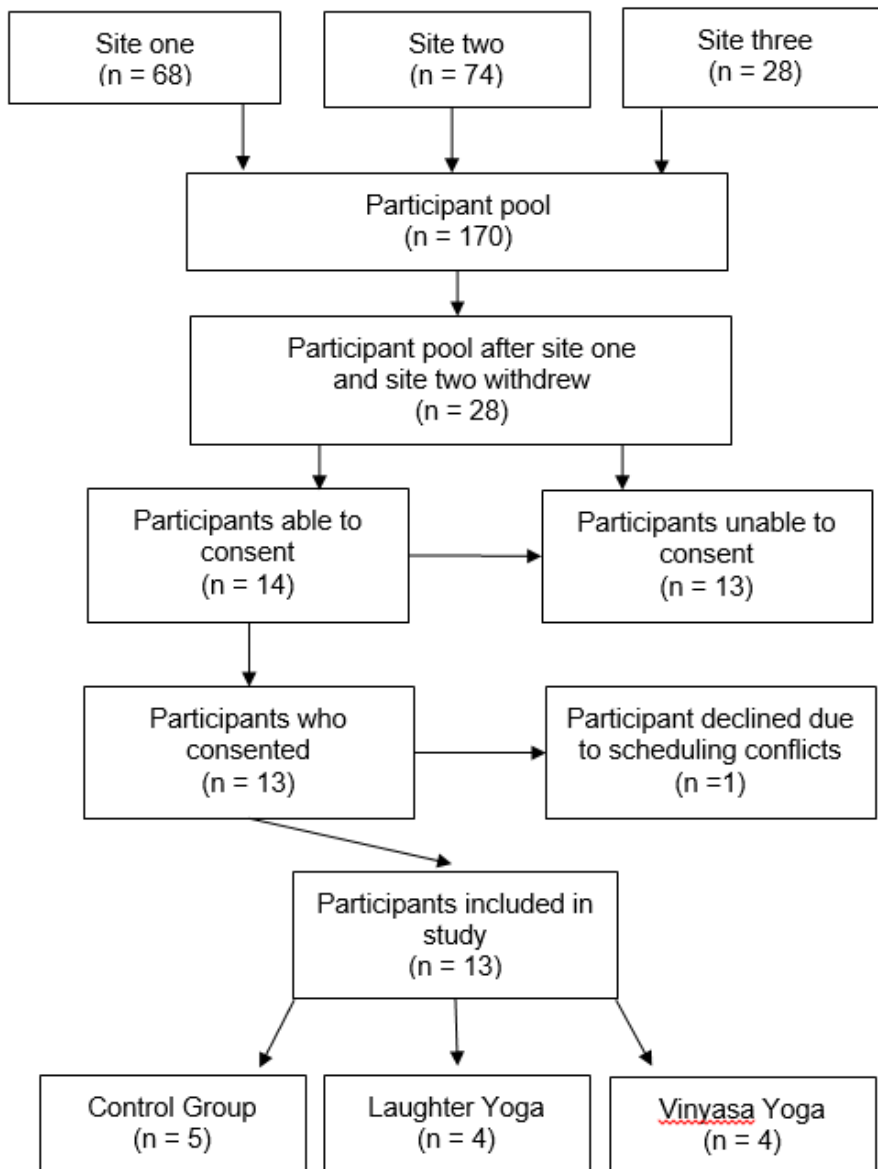 Site one
(n = 68)
Site two
(n = 74)
Site three
(n = 28)
Participant pool
(n = 170)
Participant pool after site one
and site two withdrew
(n = 28)
Participants able to
consent
(n = 14)
Participants unable to
consent
(n = 13)
Participants who
consented
(n = 13)
Participant declined due
to scheduling conflicts
(n =1)
Participants included in
study
(n = 13)
Control Group
(n = 5)
Laughter Yoga
(n = 4)
Vinyasa Yoga
(n = 4)